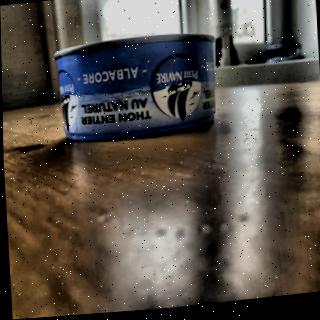 PETIT NAVIRE
THON ENTIER
AU NATUREL
- ALBACORE -